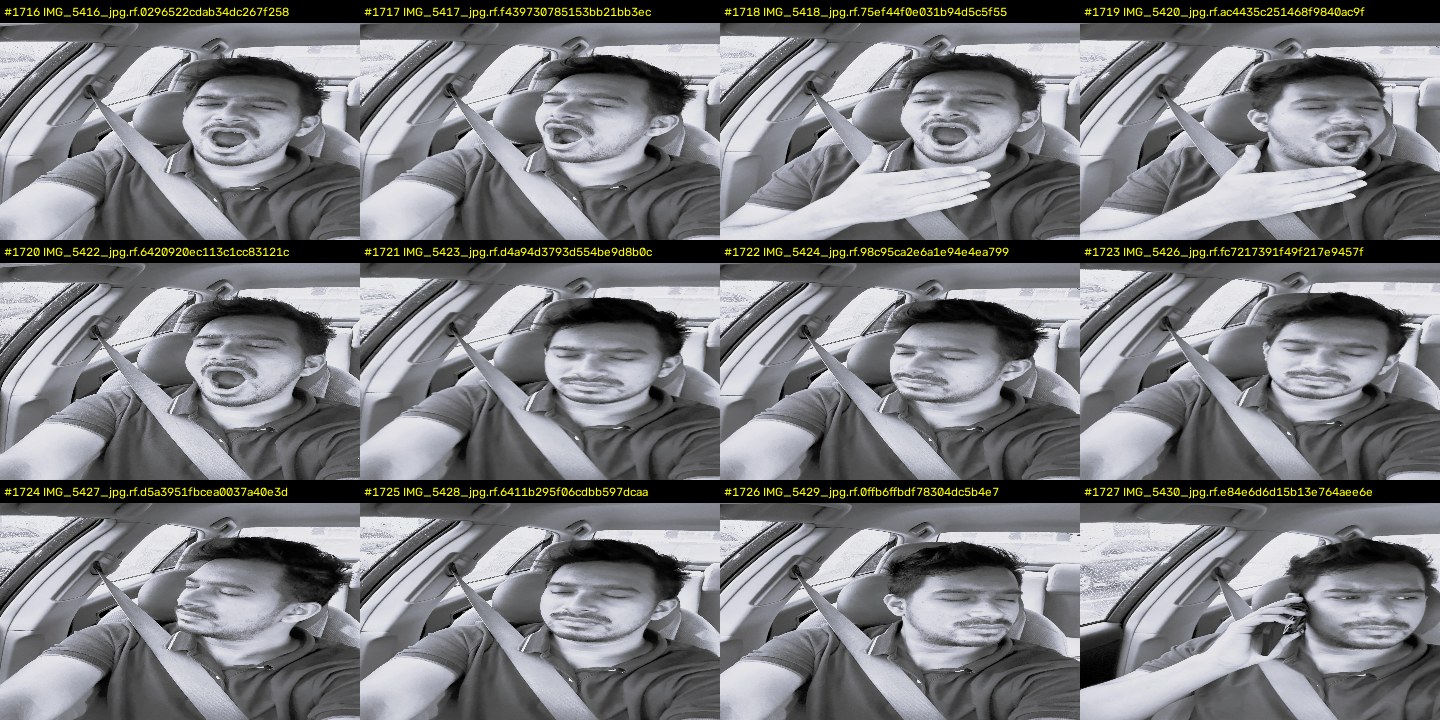 #1716 IMG_5416_jpg.rf.0296522cdab34dc267f258
#1717 IMG_5417_jpg.rf.f439730785153bb21bb3ec
#1718 IMG_5418_jpg.rf.75ef44f0e031b94d5c5f55
#1719 IMG_5420_jpg.rf.ac4435c251468f9840ac9f
#1720 IMG_5422_jpg.rf.6420920ec113c1cc83121c
#1721 IMG_5423_jpg.rf.d4a94d3793d554be9d8b0c
#1722 IMG_5424_jpg.rf.98c95ca2e6a1e94e4ea799
#1723 IMG_5426_jpg.rf.fc7217391f49f217e9457f
#1724 IMG_5427_jpg.rf.d5a3951fbcea0037a40e3d
#1725 IMG_5428_jpg.rf.6411b295f06cdbb597dcaa
#1726 IMG_5429_jpg.rf.0ffb6ffbdf78304dc5b4e7
#1727 IMG_5430_jpg.rf.e84e6d6d15b13e764aee6e